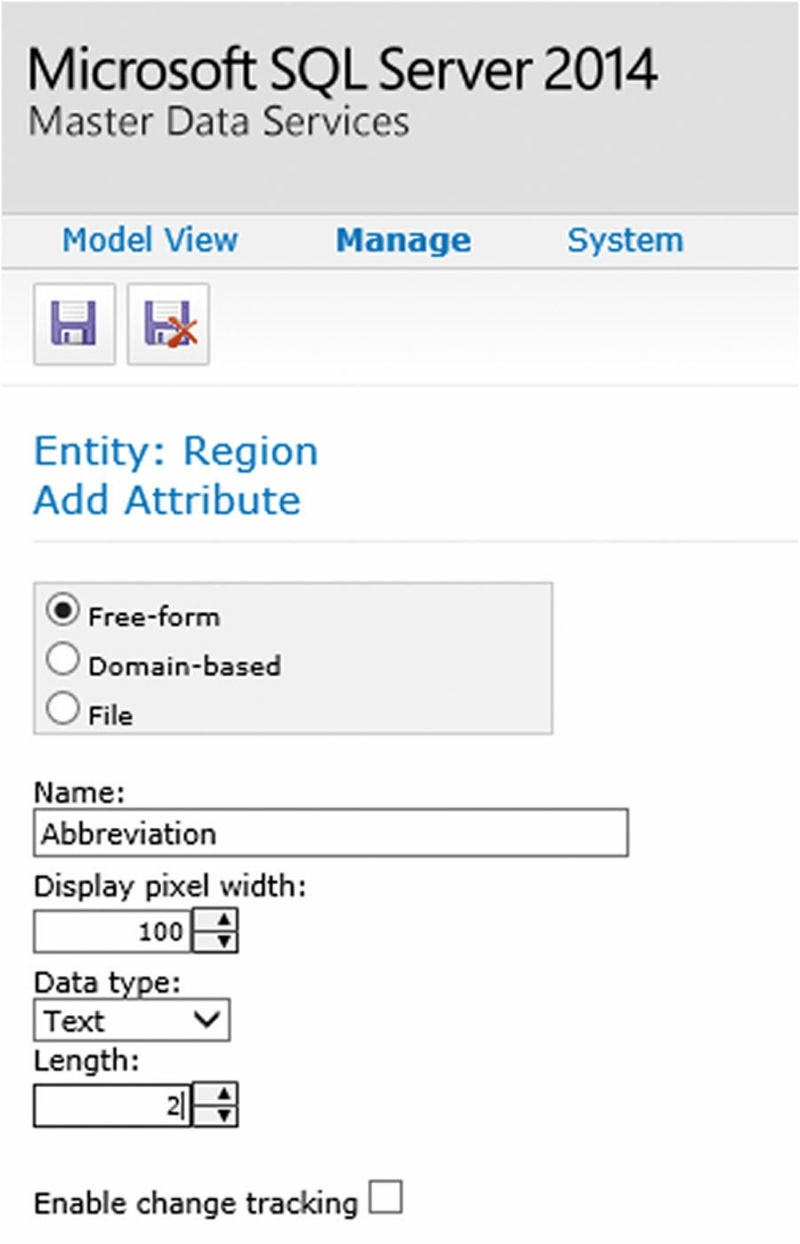 Microsoft SQL Server 2014
Master Data Services
Model View Manage System
Entity: Region
Add Attribute
Free-form
Domain-based
File
Name:
Abbreviation
Display pixel width:
100
Data type:
Text
Length:
2
Enable change tracking